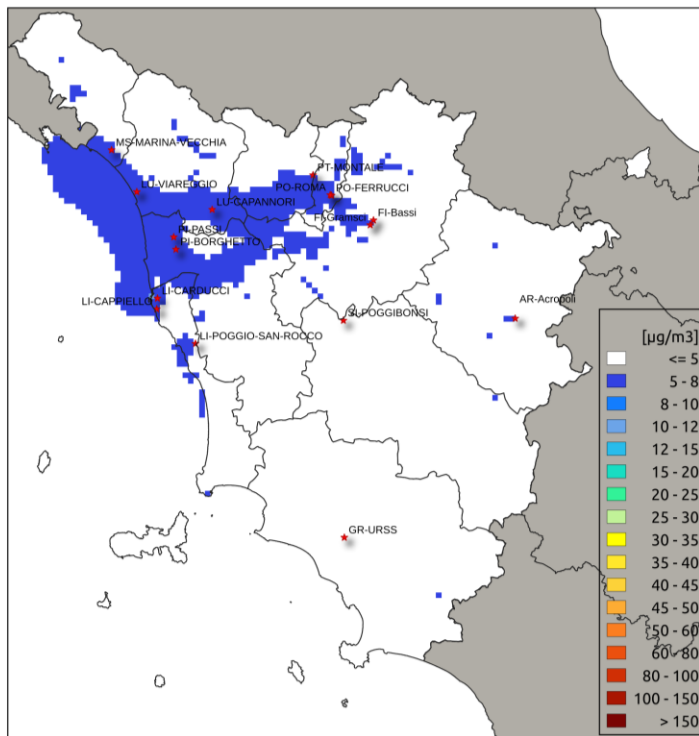 MS-MARINA-VECCHIA
PT-MONTALE
LU-VIAREGGIO
PO-ROMA
PO-FERRUCCI
LU-CAPANNORI
FI-Gramsci
FI-Bassi
PI-PASSI
PI-BORGHETTO
LI-CARDUCCI
LI-CAPPIELLO
SI-POGGIBONSI
AR-Acropoli
LI-POGGIO-SAN-ROCCO
GR-URSS
[µg/m3]
<= 5
5 - 8
8 - 10
10 - 12
12 - 15
15 - 20
20 - 25
25 - 30
30 - 35
35 - 40
40 - 45
45 - 50
50 - 60
60 - 80
80 - 100
100 - 150
> 150